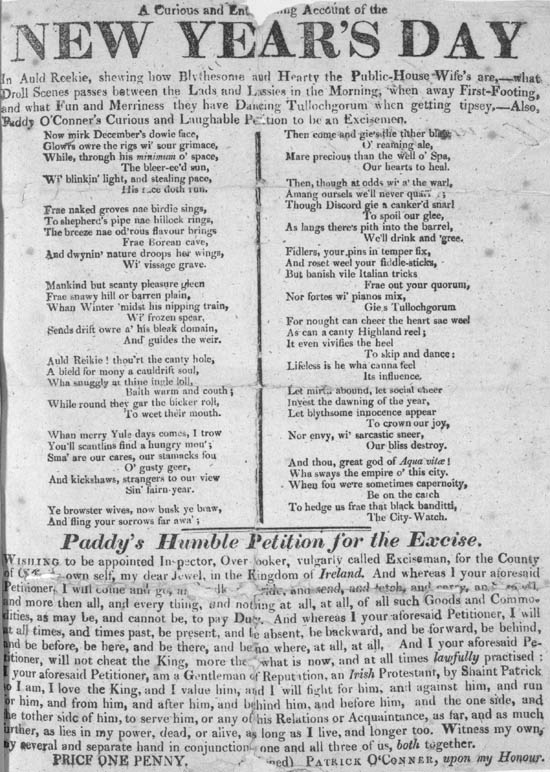 A Curious and Account of the
NEW YEAR'S DAY
In Auld Reekie, shewing how Blythesome and Hearty the Public-House Wife's are,—what
Droll Scenes passes between the Lads and Lassies in the Morning, when away First-Footing,
and what Fun and Merriness they have Dancing Tullochgorum when getting tipsey,—Also,
Paddy O'Conner's Curious and Laughable Petition to be an Excisemen.
Now mirk December's dowie face,
Glowrs owre the rigs wi' sour grimace,
While, through his minimum o' space,
The bleer-ee'd sun,
Wi' blinkin' light, and stealing pace,
His race doth run.
Frae naked groves nae birdie sings,
To shepherd's pipe nae hillock rings,
The breeze nae od'rous flavour brings
Frae Borean cave,
And dwynin' nature droops her wings,
Wi' vissage grave.
Mankind but scanty pleasure gleen
Frae snawy hill or barren plain,
Whan Winter 'midst his nipping train,
Wi' frozen spear,
Sends drift owre a' his bleak domain,
And guides the weir.
Auld Reikie! thou'rt the canty hole,
A bield for mony a cauldrift soul,
Wha snuggly at thine ingle loll,
Baith warm and couth;
While round they gar the bicker roll,
To weet their mouth.
Whan merry Yule days comes, I trow
You'll scantlins find a hungry mou';
Sma' are our cares, our stamacks fou
O' gusty geer,
And kickshaws, strangers to our view
Sin' fairn-year.
Ye browster wives, now busk ye braw,
And fling your sorrows far awa';
Then come and gie's the tither
O' reaming ale,
Mare precious than the well o' Spa,
Our hearts to heal.
Then, though at odds wi' a' the warl,
Amang oursels we'll never
Though Discord gie a canker'd snarl
To spoil our glee,
As langs there's pith into the barrel,
We'll drink and 'gree.
Fidlers, your pins in temper fix,
And roset weel your fiddle-sticks,
But banish vile Italian tricks
Frae out your quorum,
Nor fortes wi' pianos mix,
Gie's Tullochgorum
For nought can cheer the heart sae weel
As can a canty Highland reel;
It even vivifies the heel
To skip and dance:
Lifeless is he wha canna feel
Its influence.
Let mirth abound, let social cheer
Invest the dawning of the year,
Let blythsome innocence appear
To crown our joy,
Nor envy, wi' sarcastic sneer,
Our bliss destroy.
And thou, great god of Aqua vitæ!
Wha sways the empire o' this city.
When fou we're sometimes capernoity,
Be on the catch
To hedge us frae that black banditti,
The City-Watch.
Paddy's Humble Petition for the Excise.
WISHING to be appointed In-pector, Over-looker, vulgarly called Exciseman, for the County
of own self, my dear Jewel, in the Kingdom of Ireland. And whereas I your aforesaid
Petitioner, I will come and go, and ride, and send, and fetch, and carry,
and more then all, and every thing, and nothing at all, at all, of all such Goods and Commo-
dities, as may be, and cannot be, to pay Duty. And whereas I your aforesaid Petitioner, I will
at all times, and times past, be present, and be absent, be backward, and be forward, be behind,
and be before, be here, and be there, and be no where, at all, at all. And I your aforesaid Pe-
titioner, will not cheat the King, more the what is now, and at all times lawfully practised:
I your aforesaid Petitioner, am a Gentleman of Reputation, an Irish Protestant, by Shaint Patrick
so I am, I love the King, and I value him, and I will fight for him, and against him, and run
for him, and from him, and after him, and behind him, and before him, and the one side, and
the tother side of him, to serve him, or any of his Relations or Acquaintance, as far, and as much
further, as lies in my power, dead, or alive, as long as I live, and longer too. Witness my own,
by several and separate hand in conjunction, one and all three of us, both together.
PRICE ONE PENNY. PATRICK O'CONNER, upon my Honour.